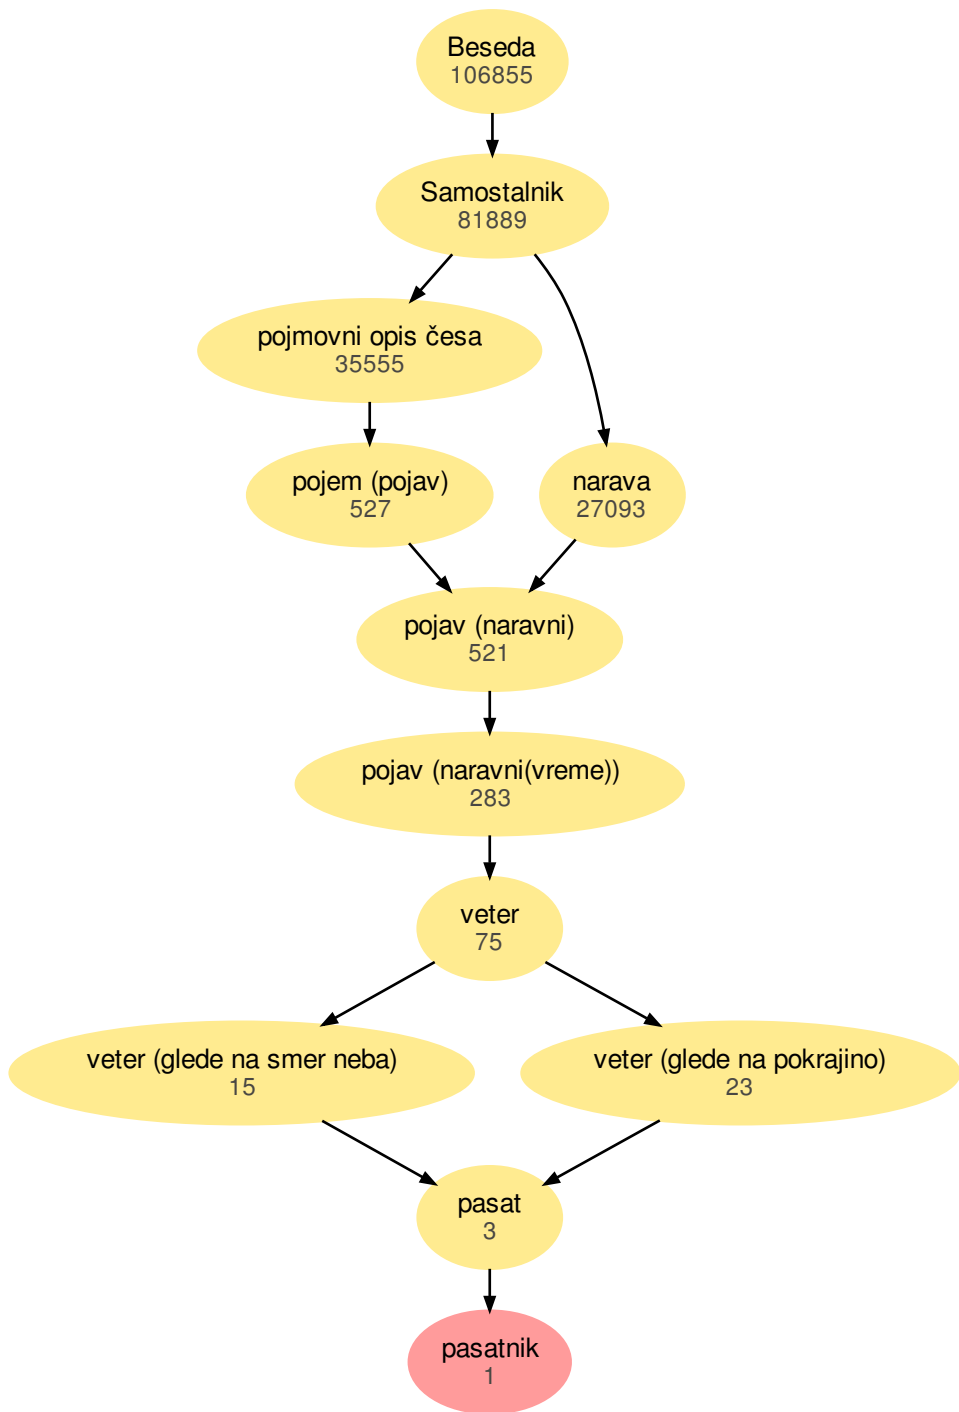 Beseda
106855
Samostalnik
81889
pojmovni opis česa
35555
pojem (pojav)
527
narava
27093
pojav (naravni)
521
pojav (naravni(vreme))
283
veter
75
veter (glede na smer neba)
15
veter (glede na pokrajino)
23
pasat
3
pasatnik
1